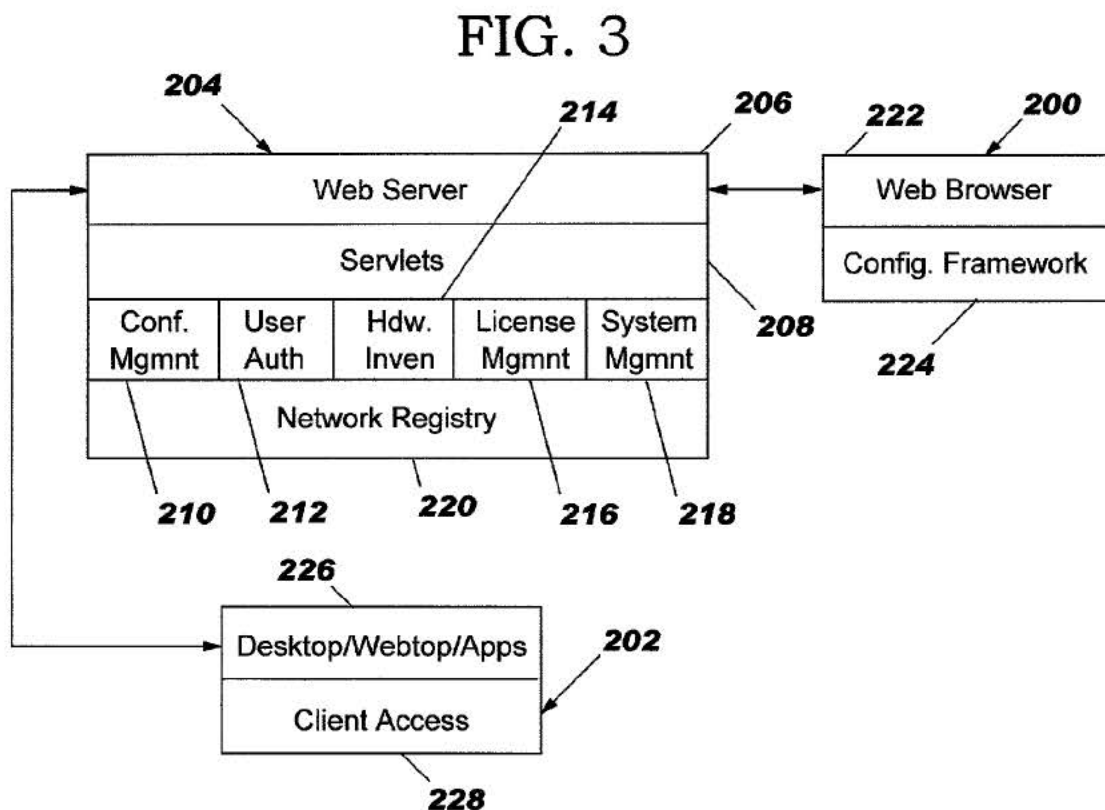 FIG. 3
204
214
206
222
200
Web Server
Web Browser
Servlets
Config. Framework
208
224
Conf.
Mgmnt
User
Auth
Hdw.
Inven
License
Mgmnt
System
Mgmnt
Network Registry
210
212
220
216
218
226
Desktop/Webtop/Apps
202
Client Access
228